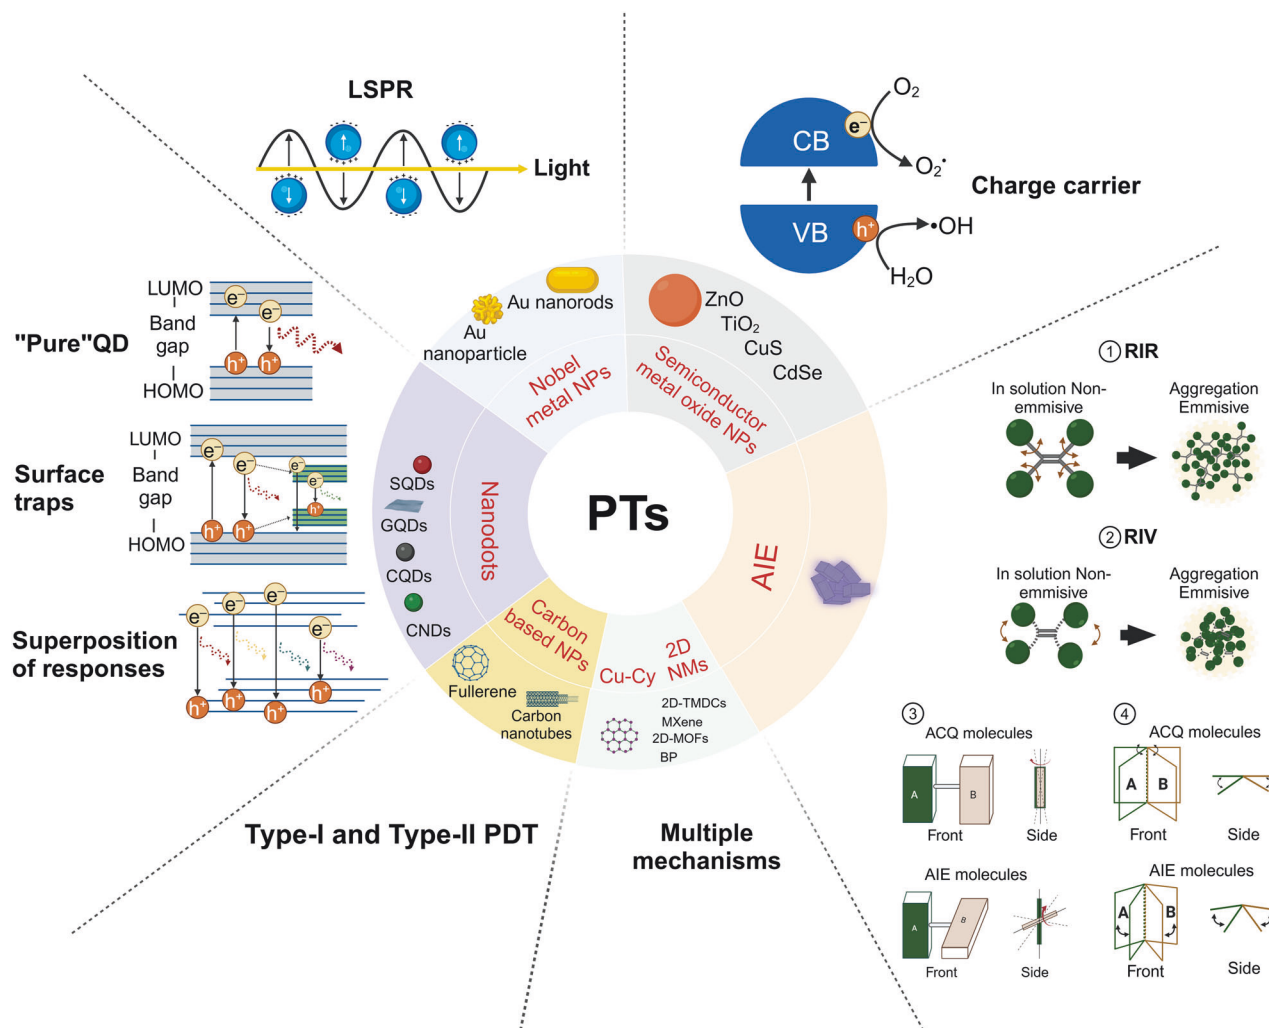 LSPR
Light
CB
e⁻
O₂
O₂•
VB
h⁺
•OH
H₂O
Charge carrier
"Pure"QD
LUMO
Band
gap
HOMO
e⁻
e⁻
h⁺
h⁺
Surface
traps
LUMO
Band
gap
HOMO
e⁻
e⁻
e⁻
e⁻
h⁺
h⁺
h⁺
Superposition
of responses
e⁻
e⁻
e⁻
e⁻
h⁺
h⁺
h⁺
h⁺
PTs
Nobel
metal NPs
Au nanorods
Au
nanoparticle
Semiconductor
metal oxide NPs
ZnO
TiO₂
CuS
CdSe
AIE
2D
NMs
Cu-Cy
2D-TMDCs
MXene
2D-MOFs
BP
Carbon
based NPs
Fullerene
Carbon
nanotubes
Nanodots
SQDs
GQDs
CQDs
CNDs
Type-I and Type-II PDT
Multiple
mechanisms
1 RIR
In solution Non-
emmisive
Aggregation
Emmisive
2 RIV
In solution Non-
emmisive
Aggregation
Emmisive
3
ACQ molecules
A
B
Front
Side
AIE molecules
A
B
Front
Side
4
ACQ molecules
A
B
Front
Side
AIE molecules
A
B
Front
Side